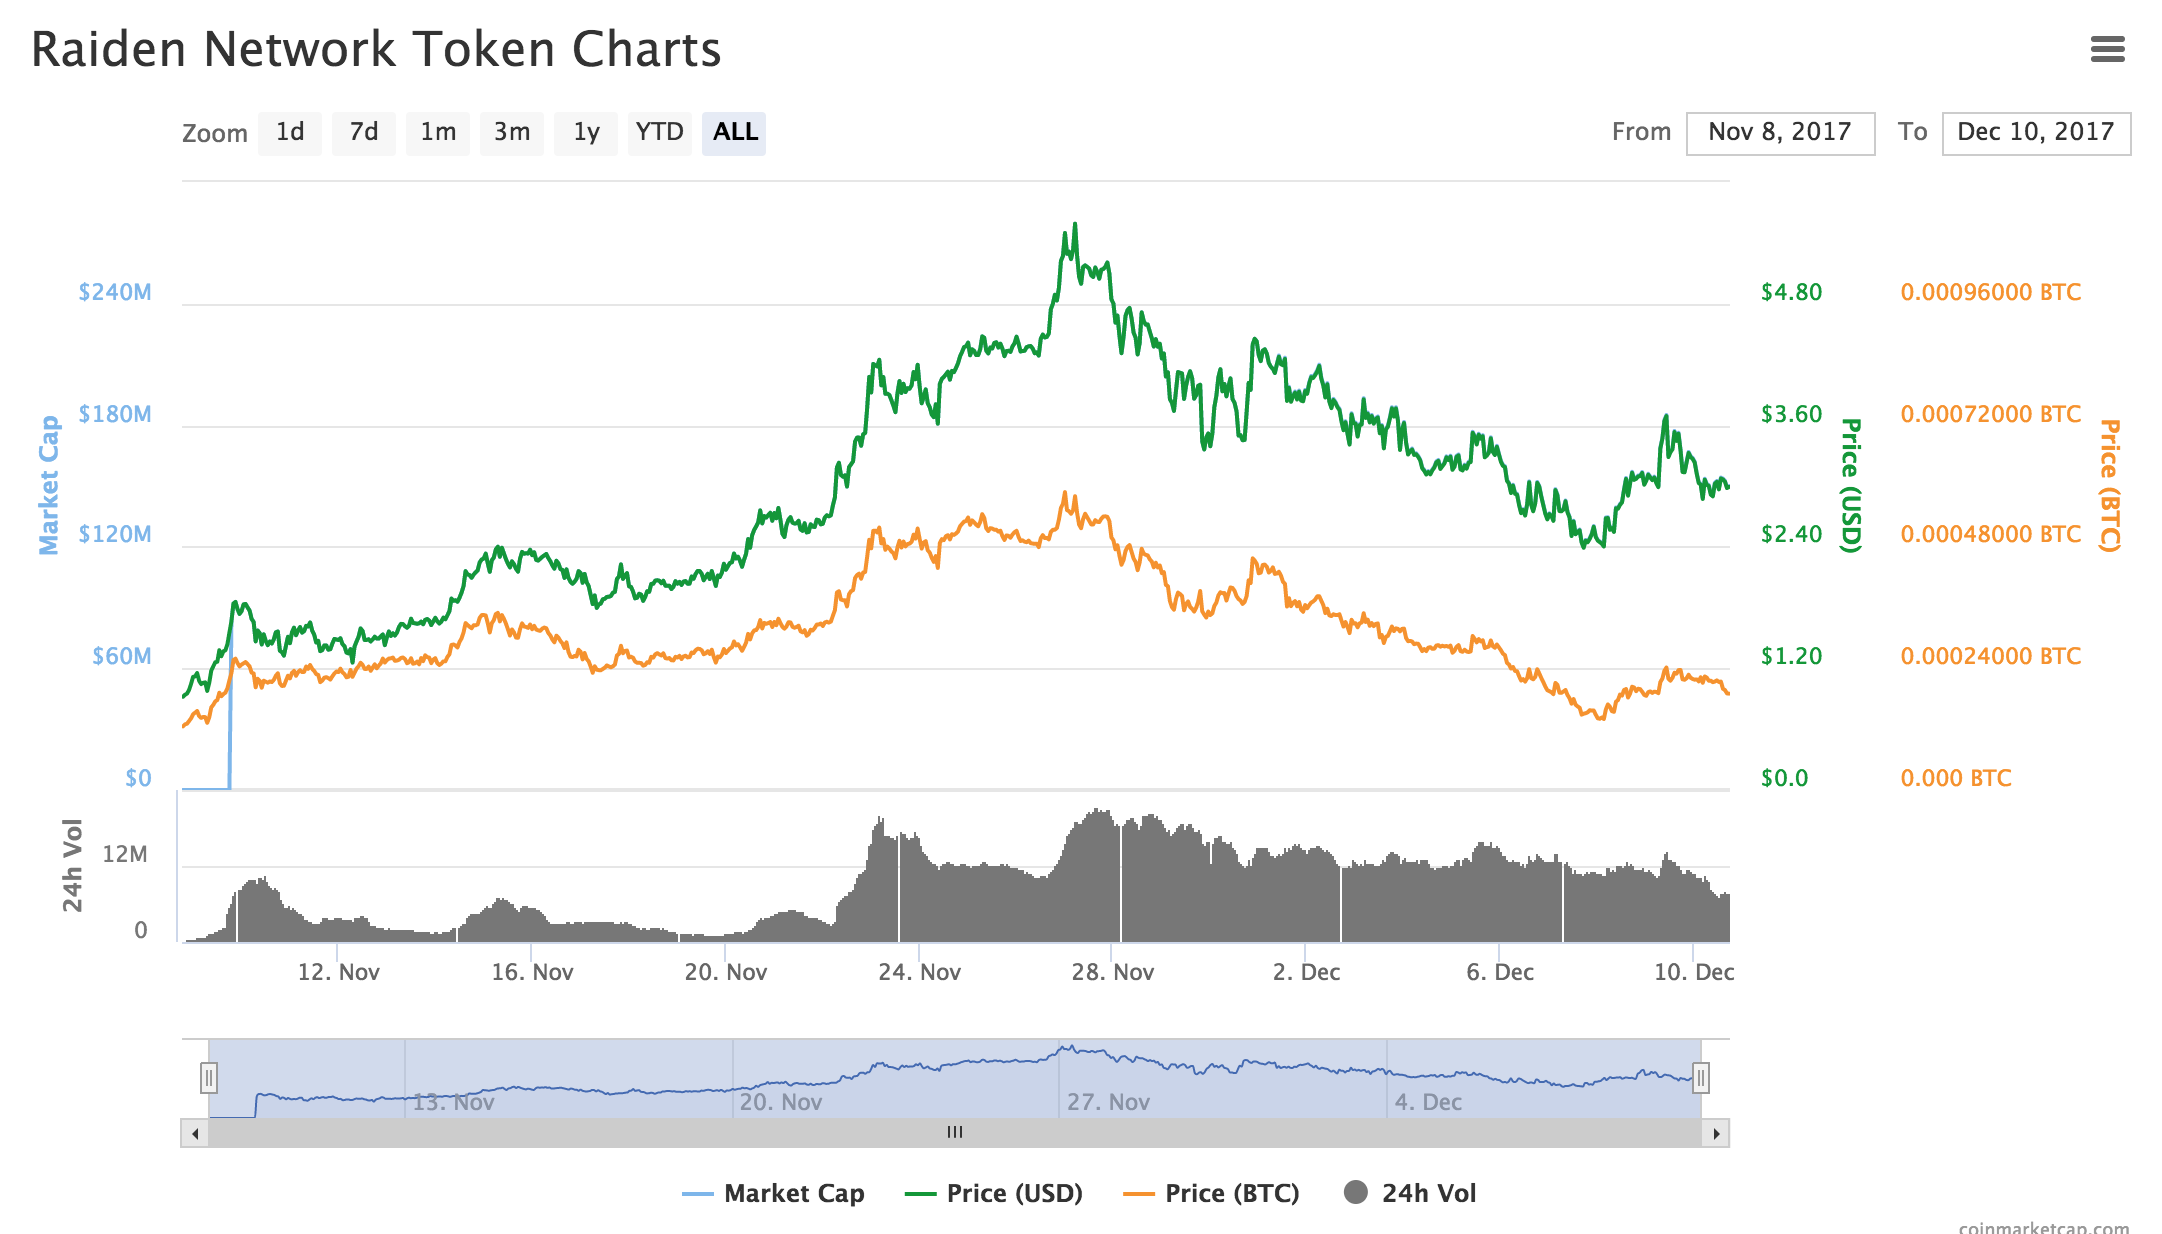 Raiden Network Token Charts
Zoom 1d 7d 1m 3m 1y YTD ALL From Nov 8, 2017 To Dec 10, 2017
$240M $4.80 0.00096000 BTC
$180M $3.60 0.00072000 BTC
$120M $2.40 0.00048000 BTC
$60M $1.20 0.00024000 BTC
$0 $0.0 0.000 BTC
Market Cap
Price (USD)
Price (BTC)
24h Vol
12M
0
12. Nov 16. Nov 20. Nov 24. Nov 28. Nov 2. Dec 6. Dec 10. Dec
13. Nov 20. Nov 27. Nov 4. Dec
Market Cap Price (USD) Price (BTC) 24h Vol
coinmarketcap.com